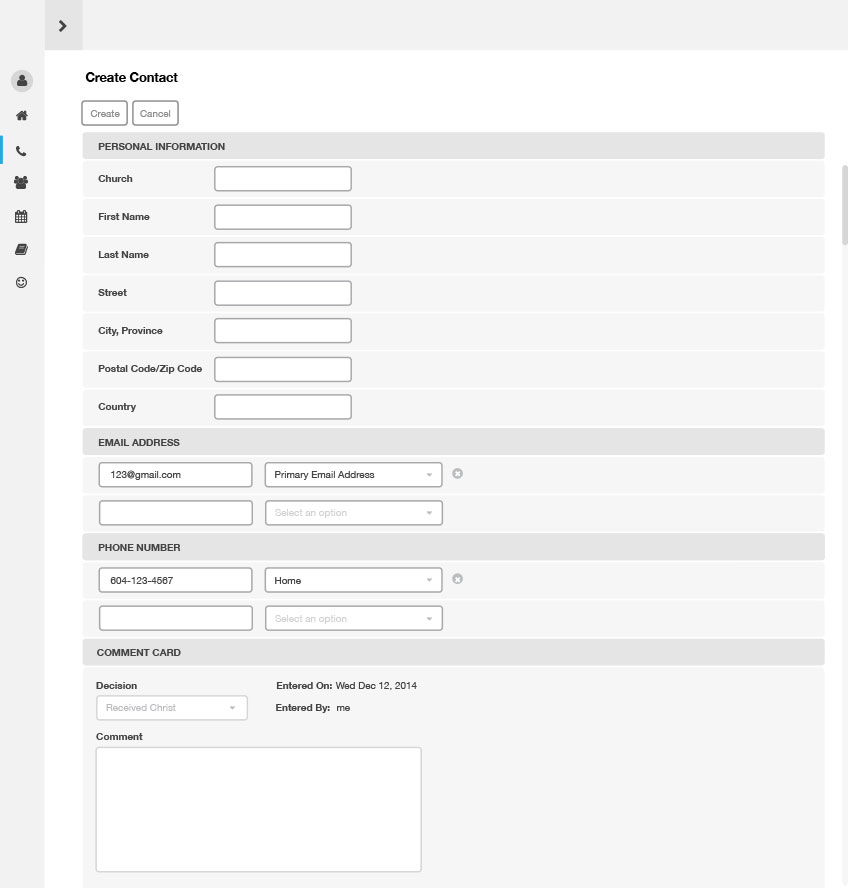 Create Contact
Create Cancel
PERSONAL INFORMATION
Church
First Name
Last Name
Street
City, Province
Postal Code/Zip Code
Country
EMAIL ADDRESS
123@gmail.com Primary Email Address
Select an option
PHONE NUMBER
604-123-4567 Home
Select an option
COMMENT CARD
Decision Entered On: Wed Dec 12, 2014
Received Christ Entered By: me
Comment